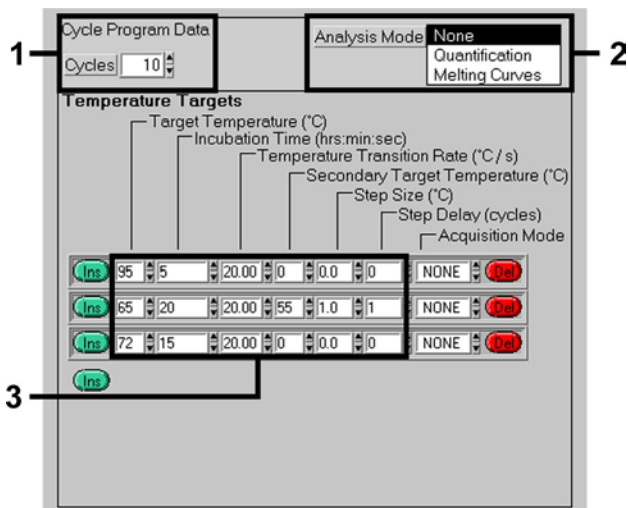 Cycle Program Data
1
Cycles 10
Analysis Mode None
Quantification
Melting Curves
2
Temperature Targets
Target Temperature (°C)
Incubation Time (hrs:min:sec)
Temperature Transition Rate (°C / s)
Secondary Target Temperature (°C)
Step Size (°C)
Step Delay (cycles)
Acquisition Mode
Ins 95 5 20.00 0 0.0 0 NONE Del
Ins 65 20 20.00 55 1.0 1 NONE Del
Ins 72 15 20.00 0 0.0 0 NONE Del
Ins
3